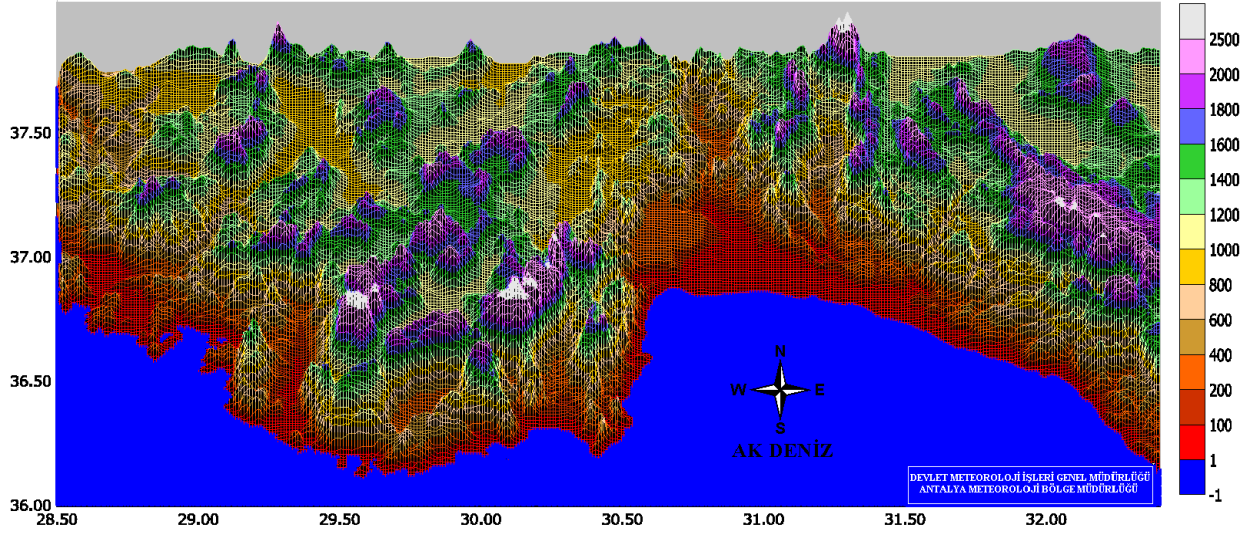 2500
2000
1800
1600
1400
1200
1000
800
600
400
200
100
1
-1
37.50
37.00
36.50
36.00
28.50 29.00 29.50 30.00 30.50 31.00 31.50 32.00
N
W E
S
AK DENİZ
DEVLET METEOROLOJİ İŞLERİ GENEL MÜDÜRLÜĞÜ
ANTALYA METEOROLOJİ BÖLGE MÜDÜRLÜĞÜ